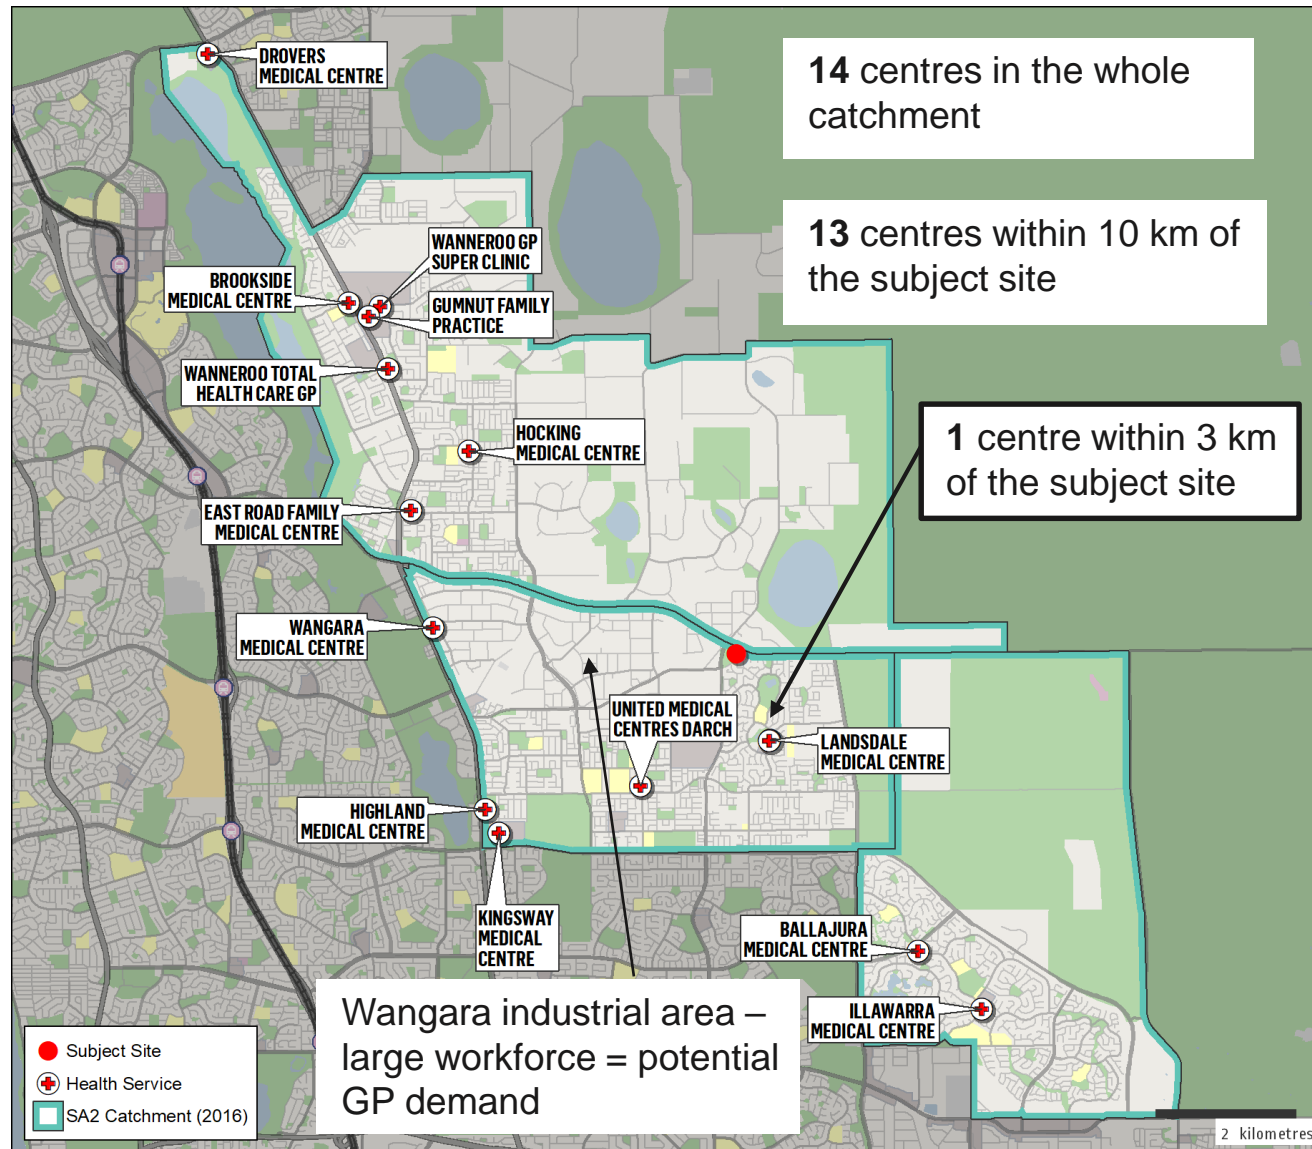 DROVERS
MEDICAL CENTRE
14 centres in the whole
catchment
13 centres within 10 km of
the subject site
WANNEROO GP
SUPER CLINIC
BROOKSIDE
MEDICAL CENTRE
GUMNUT FAMILY
PRACTICE
WANNEROO TOTAL
HEALTH CARE GP
HOCKING
MEDICAL CENTRE
1 centre within 3 km
of the subject site
EAST ROAD FAMILY
MEDICAL CENTRE
WANGARA
MEDICAL CENTRE
UNITED MEDICAL
CENTRES DARCH
LANDSDALE
MEDICAL CENTRE
HIGHLAND
MEDICAL CENTRE
KINGSWAY
MEDICAL
CENTRE
BALLAJURA
MEDICAL CENTRE
ILLAWARRA
MEDICAL CENTRE
Wangara industrial area –
large workforce = potential
GP demand
Subject Site
Health Service
SA2 Catchment (2016)
2 kilometres